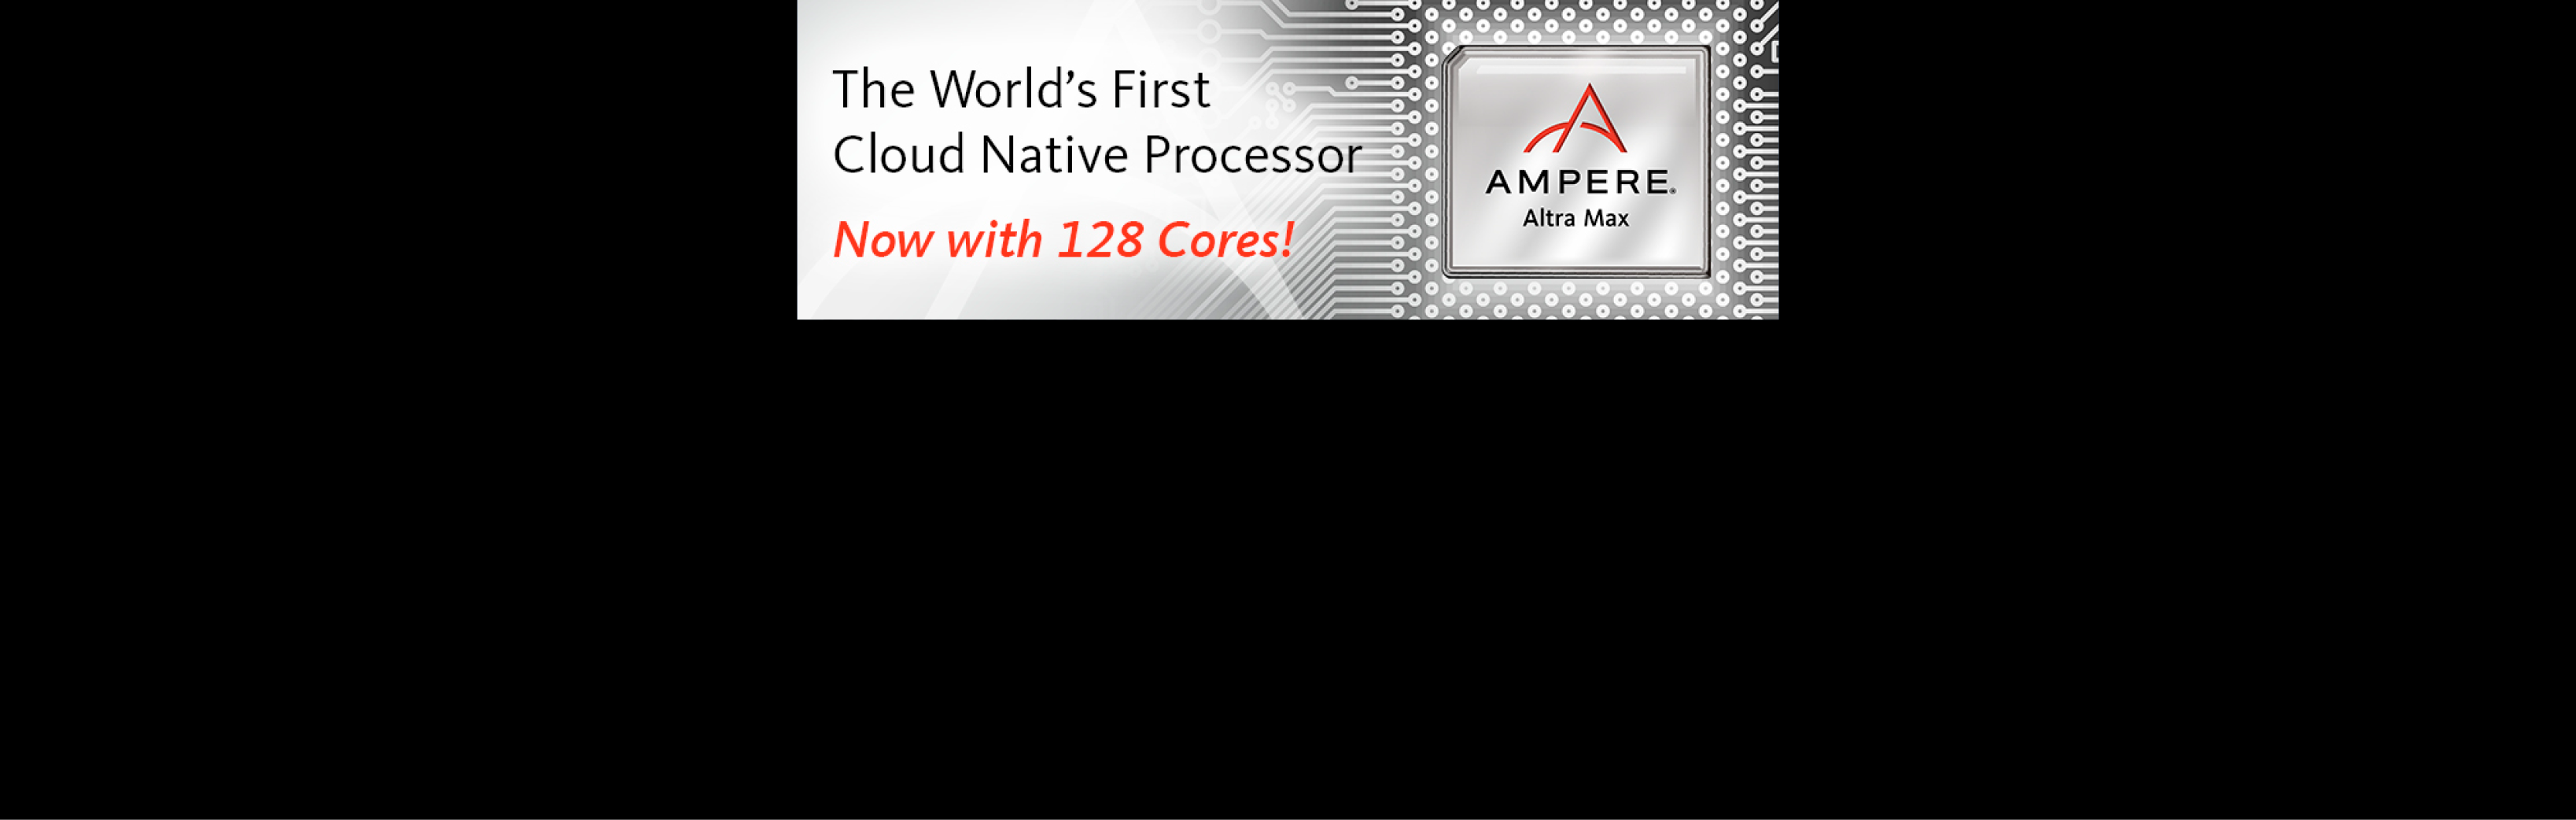 The World’s First
Cloud Native Processor
Now with 128 Cores!
AMPERE®
Altra Max